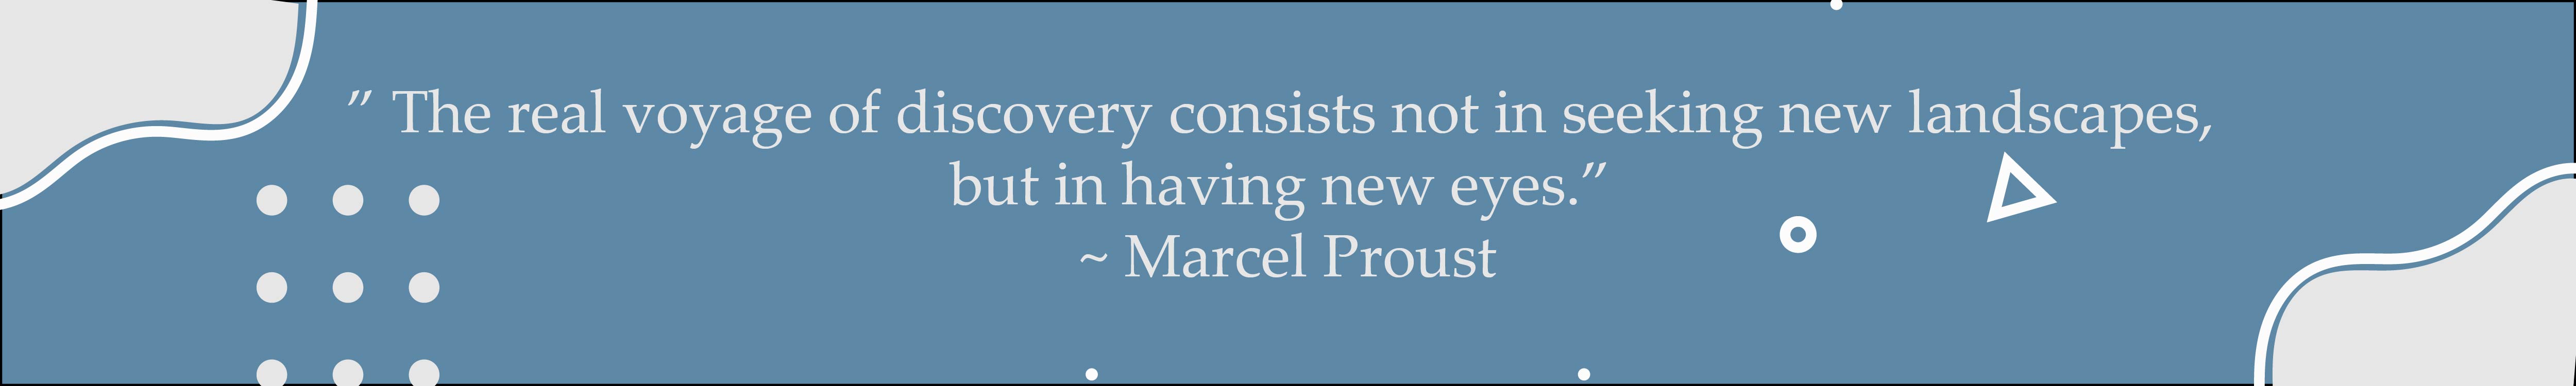 ” The real voyage of discovery consists not in seeking new landscapes,
but in having new eyes.”
~ Marcel Proust